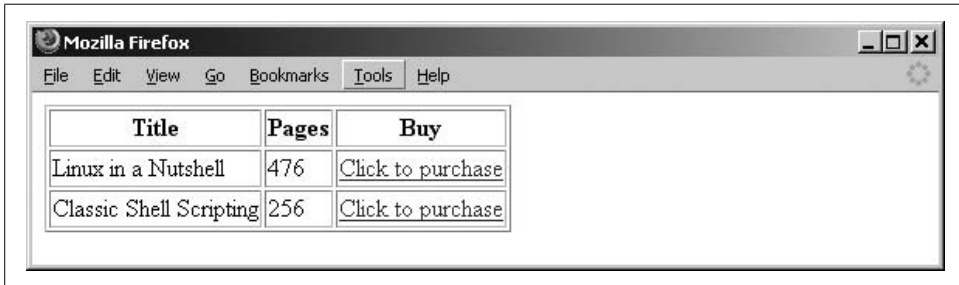 Mozilla Firefox
File Edit View Go Bookmarks Tools Help
Title Pages Buy
Linux in a Nutshell 476 Click to purchase
Classic Shell Scripting 256 Click to purchase